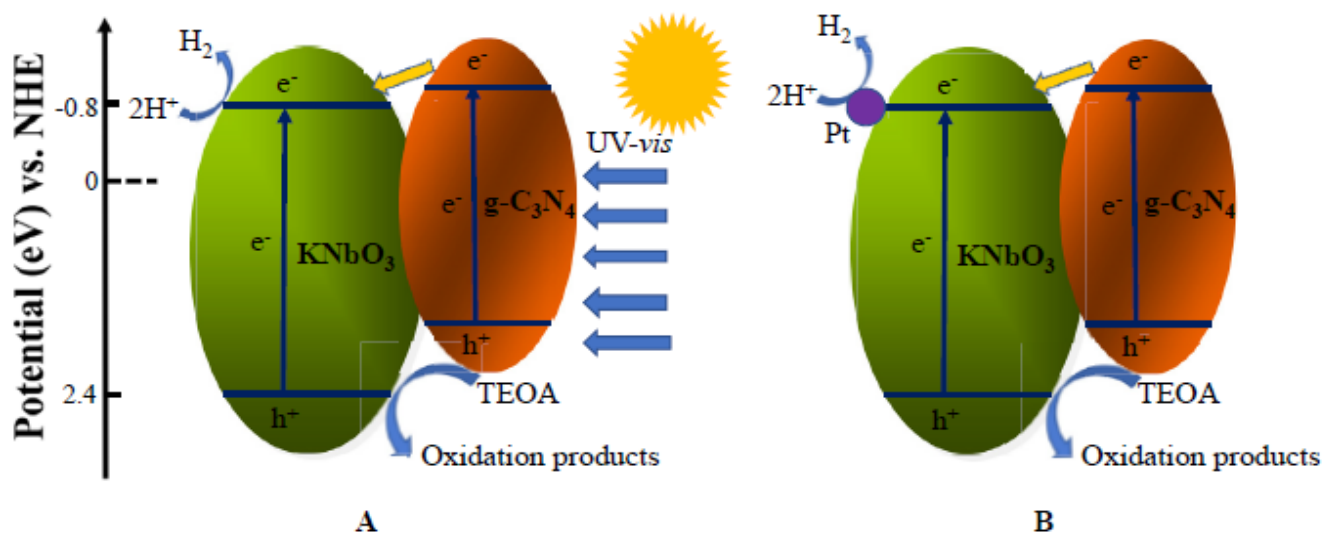 Potential (eV) vs. NHE
-0.8
0
2.4
H₂
2H⁺
e⁻
e⁻
e⁻
e⁻
KNbO₃
g-C₃N₄
h⁺
h⁺
UV-vis
TEOA
Oxidation products
A
H₂
2H⁺
Pt
e⁻
e⁻
e⁻
e⁻
KNbO₃
g-C₃N₄
h⁺
h⁺
TEOA
Oxidation products
B